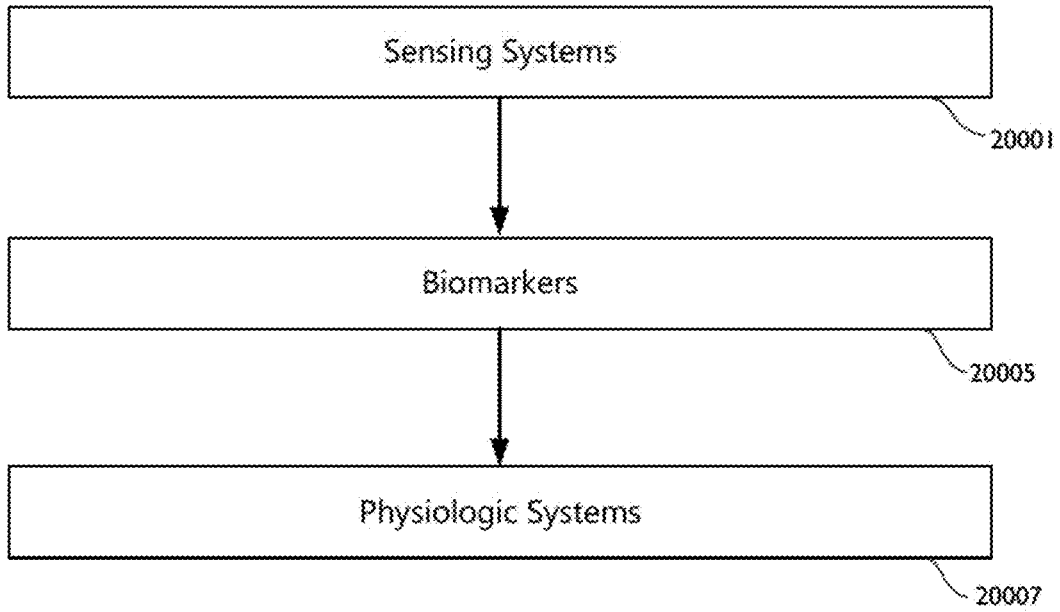 Sensing Systems
20001
Biomarkers
20005
Physiologic Systems
20007